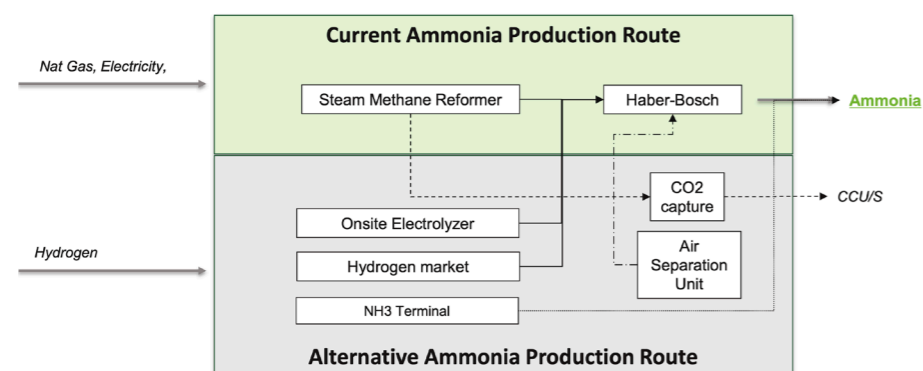 Current Ammonia Production Route
Nat Gas, Electricity,
Steam Methane Reformer
Haber-Bosch
Ammonia
CO2
capture
CCU/S
Onsite Electrolyzer
Hydrogen
Air
Separation
Unit
Hydrogen market
NH3 Terminal
Alternative Ammonia Production Route